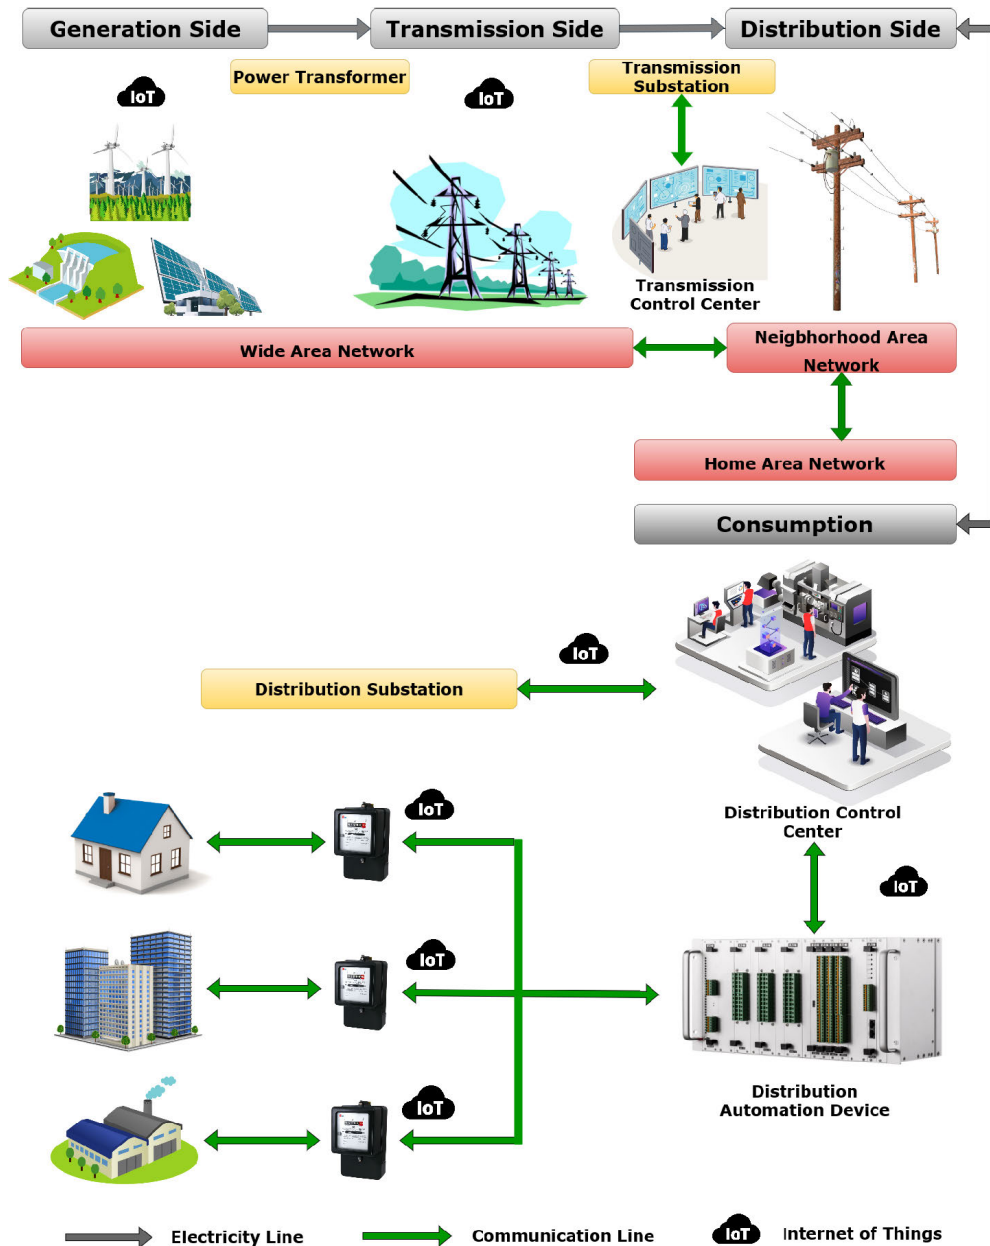 Generation Side
Transmission Side
Distribution Side
Power Transformer
Transmission
Substation
IoT
IoT
Transmission
Control Center
Wide Area Network
Neigbhorhood Area
Network
Home Area Network
Consumption
IoT
Distribution Substation
Distribution Control
Center
IoT
IoT
IoT
IoT
Distribution
Automation Device
Electricity Line
Communication Line
IoT
Internet of Things